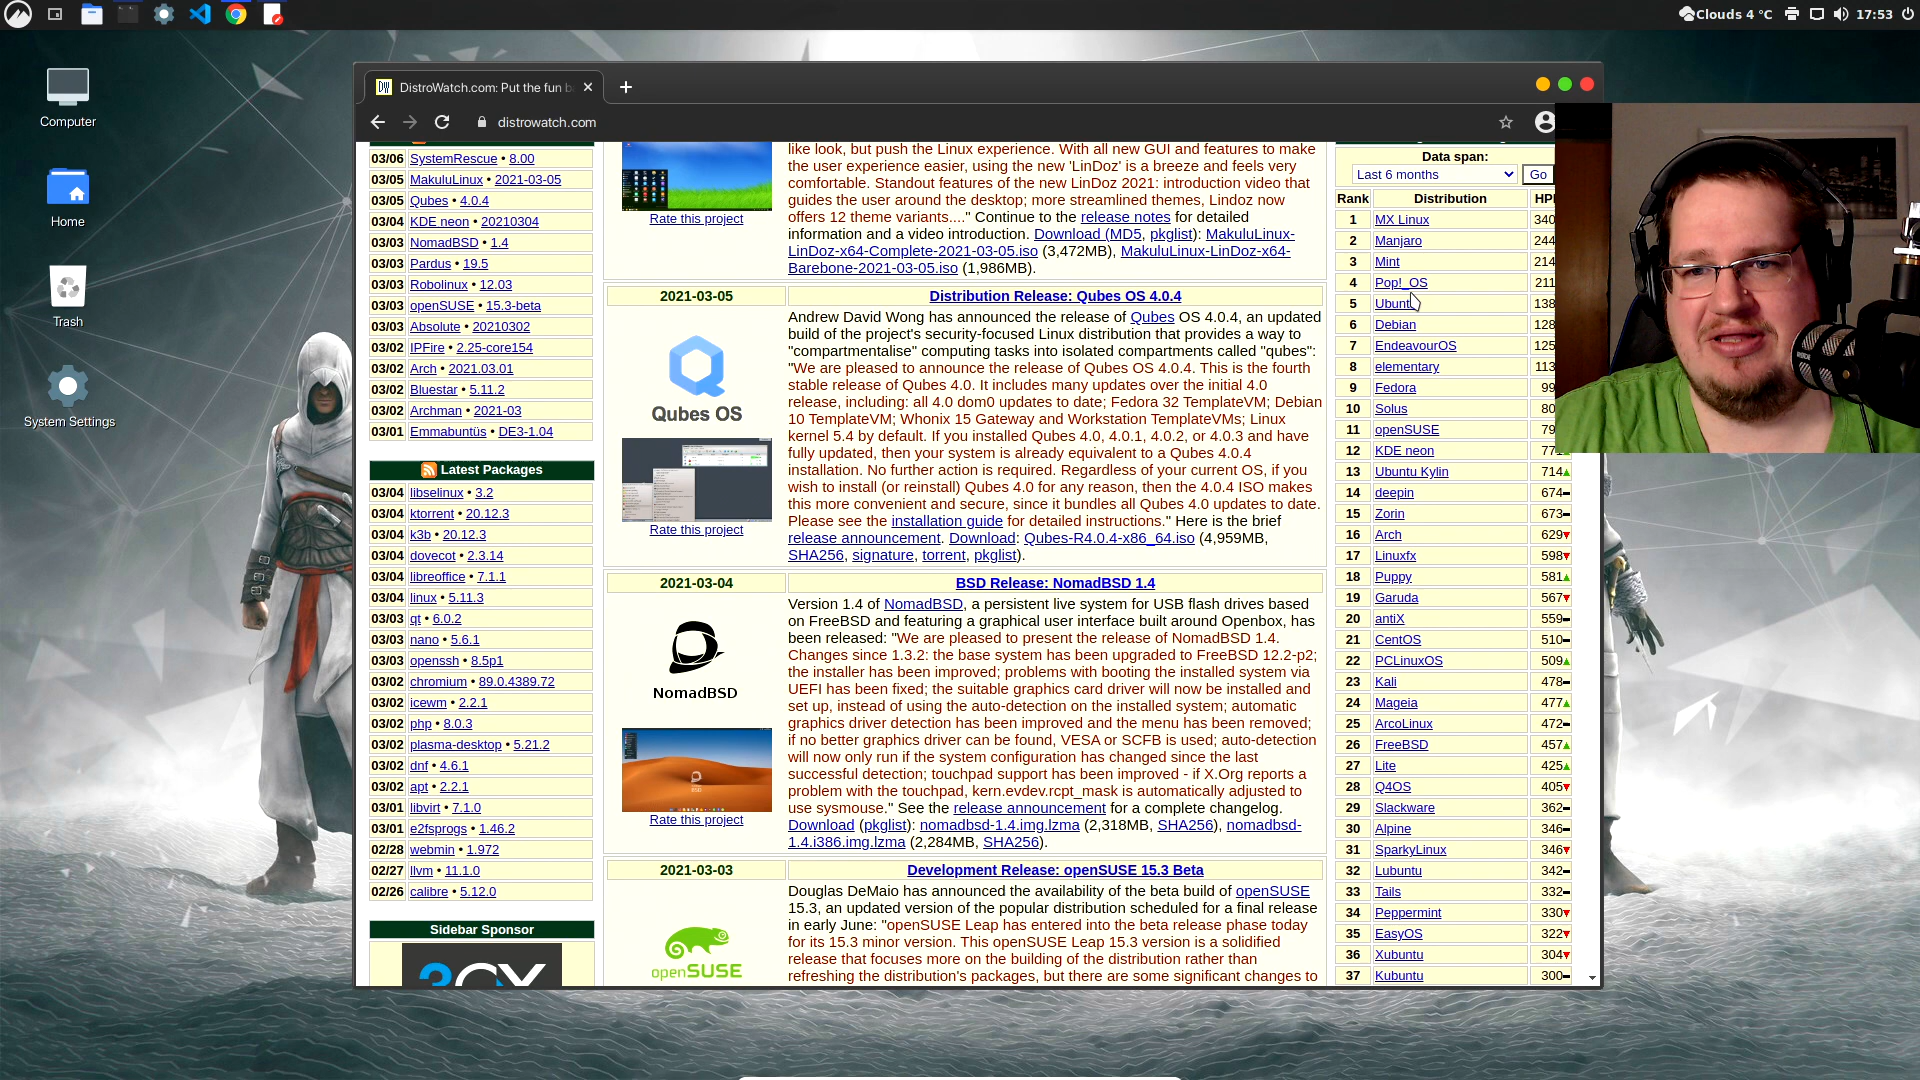 Clouds 4 °C
17:53
Computer
Home
Trash
System Settings
DistroWatch.com: Put the fun b
distrowatch.com
03/06 SystemRescue • 8.00
03/05 MakuluLinux • 2021-03-05
03/05 Qubes • 4.0.4
03/04 KDE neon • 20210304
03/03 NomadBSD • 1.4
03/03 Pardus • 19.5
03/03 Robolinux • 12.03
03/03 openSUSE • 15.3-beta
03/03 Absolute • 20210302
03/02 IPFire • 2.25-core154
03/02 Arch • 2021.03.01
03/02 Bluestar • 5.11.2
03/02 Archman • 2021-03
03/01 Emmabuntüs • DE3-1.04
Latest Packages
03/04 libselinux • 3.2
03/04 ktorrent • 20.12.3
03/04 k3b • 20.12.3
03/04 dovecot • 2.3.14
03/04 libreoffice • 7.1.1
03/04 linux • 5.11.3
03/03 qt • 6.0.2
03/03 nano • 5.6.1
03/03 openssh • 8.5p1
03/02 chromium • 89.0.4389.72
03/02 icewm • 2.2.1
03/02 php • 8.0.3
03/02 plasma-desktop • 5.21.2
03/02 dnf • 4.6.1
03/02 apt • 2.2.1
03/01 libvirt • 7.1.0
03/01 e2fsprogs • 1.46.2
02/28 webmin • 1.972
02/27 llvm • 11.1.0
02/26 calibre • 5.12.0
Sidebar Sponsor
3CX
Rate this project
like look, but push the Linux experience. With all new GUI and features to make
the user experience easier, using the new 'LinDoz' is a breeze and feels very
comfortable. Standout features of the new LinDoz 2021: introduction video that
guides the user around the desktop; more streamlined themes, Lindoz now
offers 12 theme variants...." Continue to the release notes for detailed
information and a video introduction. Download (MD5, pkglist): MakuluLinux-
LinDoz-x64-Complete-2021-03-05.iso (3,472MB), MakuluLinux-LinDoz-x64-
Barebone-2021-03-05.iso (1,986MB).
2021-03-05
Distribution Release: Qubes OS 4.0.4
Qubes OS
Rate this project
Andrew David Wong has announced the release of Qubes OS 4.0.4, an updated
build of the project's security-focused Linux distribution that provides a way to
"compartmentalise" computing tasks into isolated compartments called "qubes":
"We are pleased to announce the release of Qubes OS 4.0.4. This is the fourth
stable release of Qubes 4.0. It includes many updates over the initial 4.0
release, including: all 4.0 dom0 updates to date; Fedora 32 TemplateVM; Debian
10 TemplateVM; Whonix 15 Gateway and Workstation TemplateVMs; Linux
kernel 5.4 by default. If you installed Qubes 4.0, 4.0.1, 4.0.2, or 4.0.3 and have
fully updated, then your system is already equivalent to a Qubes 4.0.4
installation. No further action is required. Regardless of your current OS, if you
wish to install (or reinstall) Qubes 4.0 for any reason, then the 4.0.4 ISO makes
this more convenient and secure, since it bundles all Qubes 4.0 updates to date.
Please see the installation guide for detailed instructions." Here is the brief
release announcement. Download: Qubes-R4.0.4-x86_64.iso (4,959MB,
SHA256, signature, torrent, pkglist).
2021-03-04
BSD Release: NomadBSD 1.4
NomadBSD
Rate this project
Version 1.4 of NomadBSD, a persistent live system for USB flash drives based
on FreeBSD and featuring a graphical user interface built around Openbox, has
been released: "We are pleased to present the release of NomadBSD 1.4.
Changes since 1.3.2: the base system has been upgraded to FreeBSD 12.2-p2;
the installer has been improved; problems with booting the installed system via
UEFI has been fixed; the suitable graphics card driver will now be installed and
set up, instead of using the auto-detection on the installed system; automatic
graphics driver detection has been improved and the menu has been removed;
if no better graphics driver can be found, VESA or SCFB is used; auto-detection
will now only run if the system configuration has changed since the last
successful detection; touchpad support has been improved - if X.Org reports a
problem with the touchpad, kern.evdev.rcpt_mask is automatically adjusted to
use sysmouse." See the release announcement for a complete changelog.
Download (pkglist): nomadbsd-1.4.img.lzma (2,318MB, SHA256), nomadbsd-
1.4.i386.img.lzma (2,284MB, SHA256).
2021-03-03
Development Release: openSUSE 15.3 Beta
openSUSE
Douglas DeMaio has announced the availability of the beta build of openSUSE
15.3, an updated version of the popular distribution scheduled for a final release
in early June: "openSUSE Leap has entered into the beta release phase today
for its 15.3 minor version. This openSUSE Leap 15.3 version is a solidified
release that focuses more on the building of the distribution rather than
refreshing the distribution's packages, but there are some significant changes to
Data span:
Last 6 months Go
Rank Distribution HP
1 MX Linux 340
2 Manjaro 244
3 Mint 214
4 Pop!_OS 211
5 Ubuntu 138
6 Debian 128
7 EndeavourOS 125
8 elementary 113
9 Fedora 99
10 Solus 80
11 openSUSE 79
12 KDE neon 77
13 Ubuntu Kylin 714
14 deepin 674
15 Zorin 673
16 Arch 629
17 Linuxfx 598
18 Puppy 581
19 Garuda 567
20 antiX 559
21 CentOS 510
22 PCLinuxOS 509
23 Kali 478
24 Mageia 477
25 ArcoLinux 472
26 FreeBSD 457
27 Lite 425
28 Q4OS 405
29 Slackware 362
30 Alpine 346
31 SparkyLinux 346
32 Lubuntu 342
33 Tails 332
34 Peppermint 330
35 EasyOS 322
36 Xubuntu 304
37 Kubuntu 300